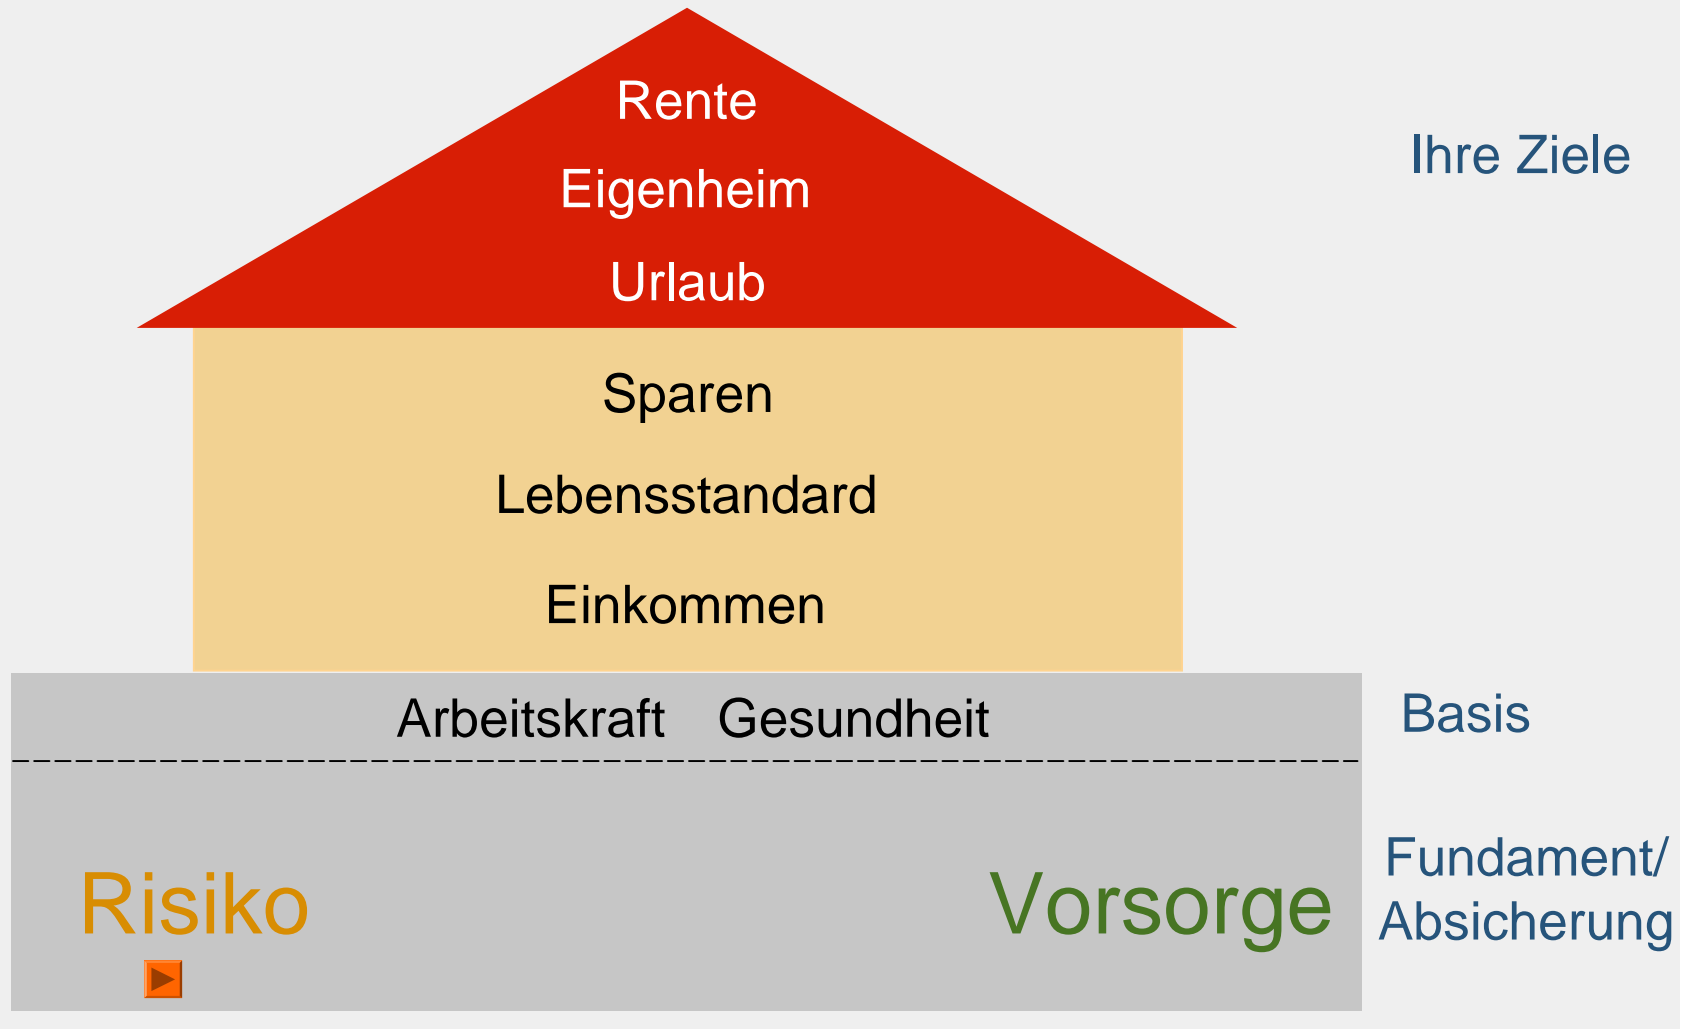 Rente
Ihre Ziele
Eigenheim
Urlaub
Sparen
Lebensstandard
Einkommen
Arbeitskraft Gesundheit
Basis
Risiko
Vorsorge
Fundament/
Absicherung